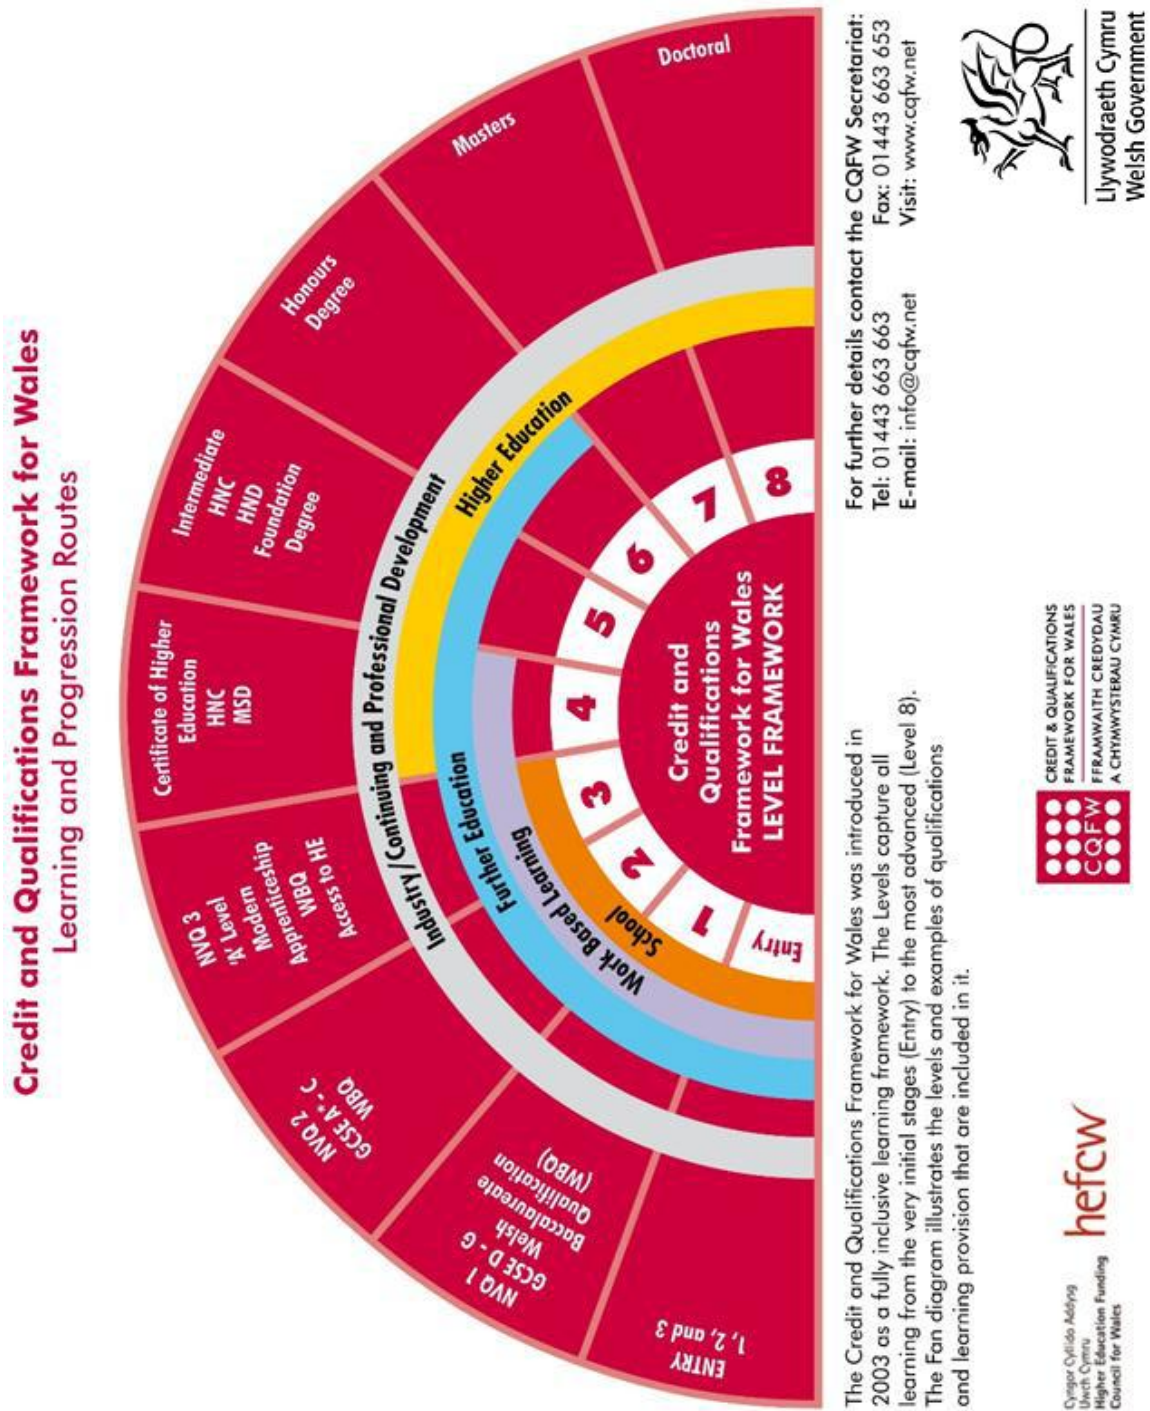 Credit and Qualifications Framework for Wales
Learning and Progression Routes
ENTRY
1, 2, and 3
NVQ 1
GCSE D - G
Welsh
Baccalaureate
Qualification
(WBQ)
NVQ 2
GCSE A* - C
WBQ
NVQ 3
'A' Level
Modern
Apprenticeship
WBQ
Access to HE
Certificate of Higher
Education
HNC
MSD
Intermediate
HNC
HND
Foundation
Degree
Honours
Degree
Masters
Doctoral
Industry/Continuing and Professional Development
Higher Education
Further Education
Work Based Learning
School
Entry
1
2
3
4
5
6
7
8
Credit and
Qualifications
Framework for Wales
LEVEL FRAMEWORK
The Credit and Qualifications Framework for Wales was introduced in
2003 as a fully inclusive learning framework. The Levels capture all
learning from the very initial stages (Entry) to the most advanced (Level 8).
The Fan diagram illustrates the levels and examples of qualifications
and learning provision that are included in it.
For further details contact the CQFW Secretariat:
Tel: 01443 663 663 Fax: 01443 663 653
E-mail: info@cqfw.net Visit: www.cqfw.net
Cyngor Cyllido Addysg
Uwch Cymru
Higher Education Funding
Council for Wales
hefcw
CQFW
CREDIT & QUALIFICATIONS
FRAMEWORK FOR WALES
FFRAMWAITH CREDYDAU
A CHYMWYSTERAU CYMRU
Llywodraeth Cymru
Welsh Government